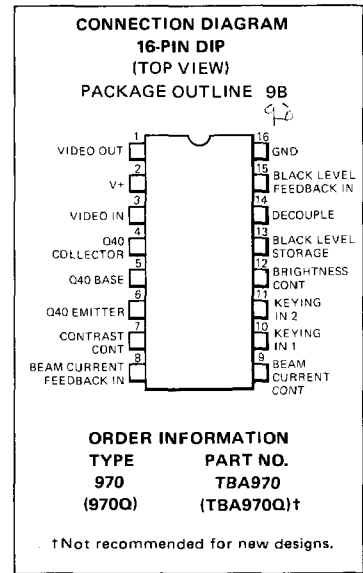 CONNECTION DIAGRAM
16-PIN DIP
(TOP VIEW)
PACKAGE OUTLINE 9B
1
VIDEO OUT
2
V+
3
VIDEO IN
4
Q40
COLLECTOR
5
Q40 BASE
6
Q40 EMITTER
7
CONTRAST
CONT
8
BEAM CURRENT
FEEDBACK IN
16
GND
15
BLACK LEVEL
FEEDBACK IN
14
DECOUPLE
13
BLACK LEVEL
STORAGE
12
BRIGHTNESS
CONT
11
KEYING
IN 2
10
KEYING
IN 1
9
BEAM
CURRENT
CONT
ORDER INFORMATION
TYPE PART NO.
970 TBA970
(970Q) (TBA970Q)†
†Not recommended for new designs.